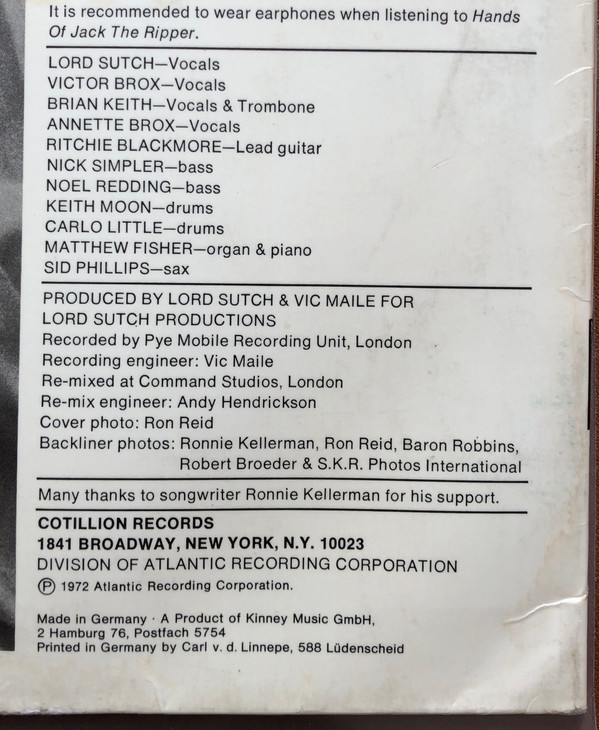 It is recommended to wear earphones when listening to Hands
Of Jack The Ripper.
LORD SUTCH—Vocals
VICTOR BROX—Vocals
BRIAN KEITH—Vocals & Trombone
ANNETTE BROX—Vocals
RITCHIE BLACKMORE—Lead guitar
NICK SIMPLER—bass
NOEL REDDING—bass
KEITH MOON—drums
CARLO LITTLE—drums
MATTHEW FISHER—organ & piano
SID PHILLIPS—sax
PRODUCED BY LORD SUTCH & VIC MAILE FOR
LORD SUTCH PRODUCTIONS
Recorded by Pye Mobile Recording Unit, London
Recording engineer: Vic Maile
Re-mixed at Command Studios, London
Re-mix engineer: Andy Hendrickson
Cover photo: Ron Reid
Backliner photos: Ronnie Kellerman, Ron Reid, Baron Robbins,
Robert Broeder & S.K.R. Photos International
Many thanks to songwriter Ronnie Kellerman for his support.
COTILLION RECORDS
1841 BROADWAY, NEW YORK, N.Y. 10023
DIVISION OF ATLANTIC RECORDING CORPORATION
Ⓟ 1972 Atlantic Recording Corporation.
Made in Germany · A Product of Kinney Music GmbH,
2 Hamburg 76, Postfach 5754
Printed in Germany by Carl v. d. Linnepe, 588 Lüdenscheid